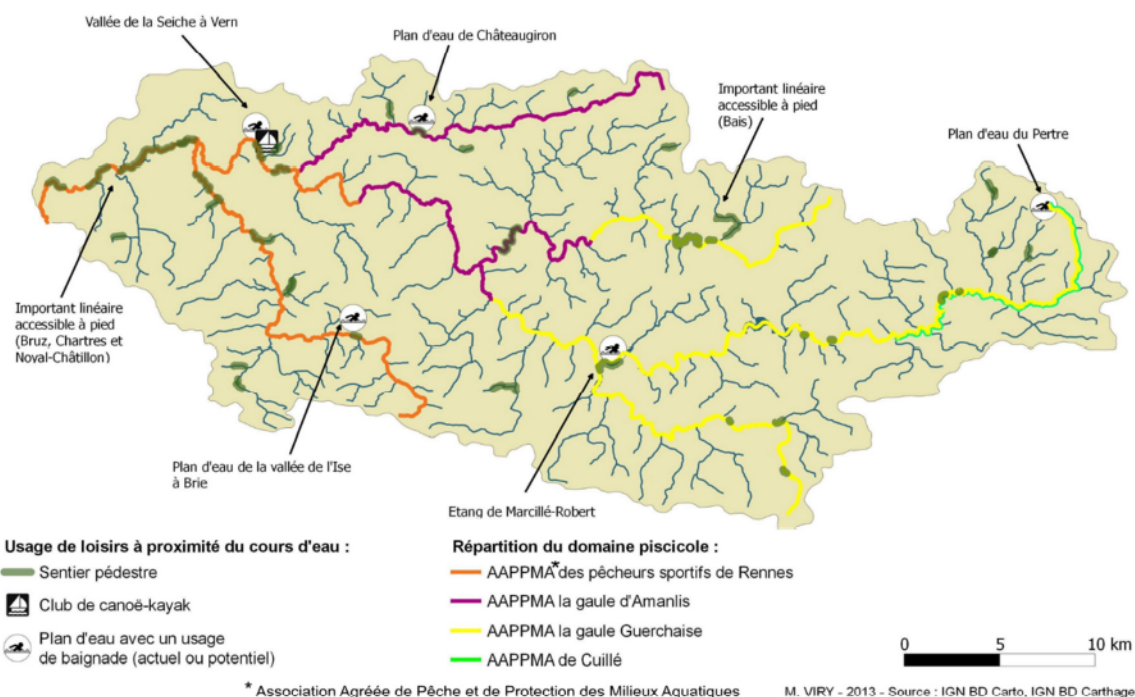 Vallée de la Seiche à Vern
Plan d'eau de Châteaugiron
Important linéaire
accessible à pied
(Bais)
Plan d'eau du Pertre
Important linéaire
accessible à pied
(Bruz, Chartres et
Noval-Châtillon)
Plan d'eau de la vallée de l'Ise
à Brie
Etang de Marcillé-Robert
Usage de loisirs à proximité du cours d'eau :
Sentier pédestre
Club de canoë-kayak
Plan d'eau avec un usage
de baignade (actuel ou potentiel)
Répartition du domaine piscicole :
AAPPMA* des pêcheurs sportifs de Rennes
AAPPMA la gaule d'Amanlis
AAPPMA la gaule Guerchaise
AAPPMA de Cuillé
0 5 10 km
* Association Agréée de Pêche et de Protection des Milieux Aquatiques
M. VIRY - 2013 - Source : IGN BD Carto, IGN BD Carthage